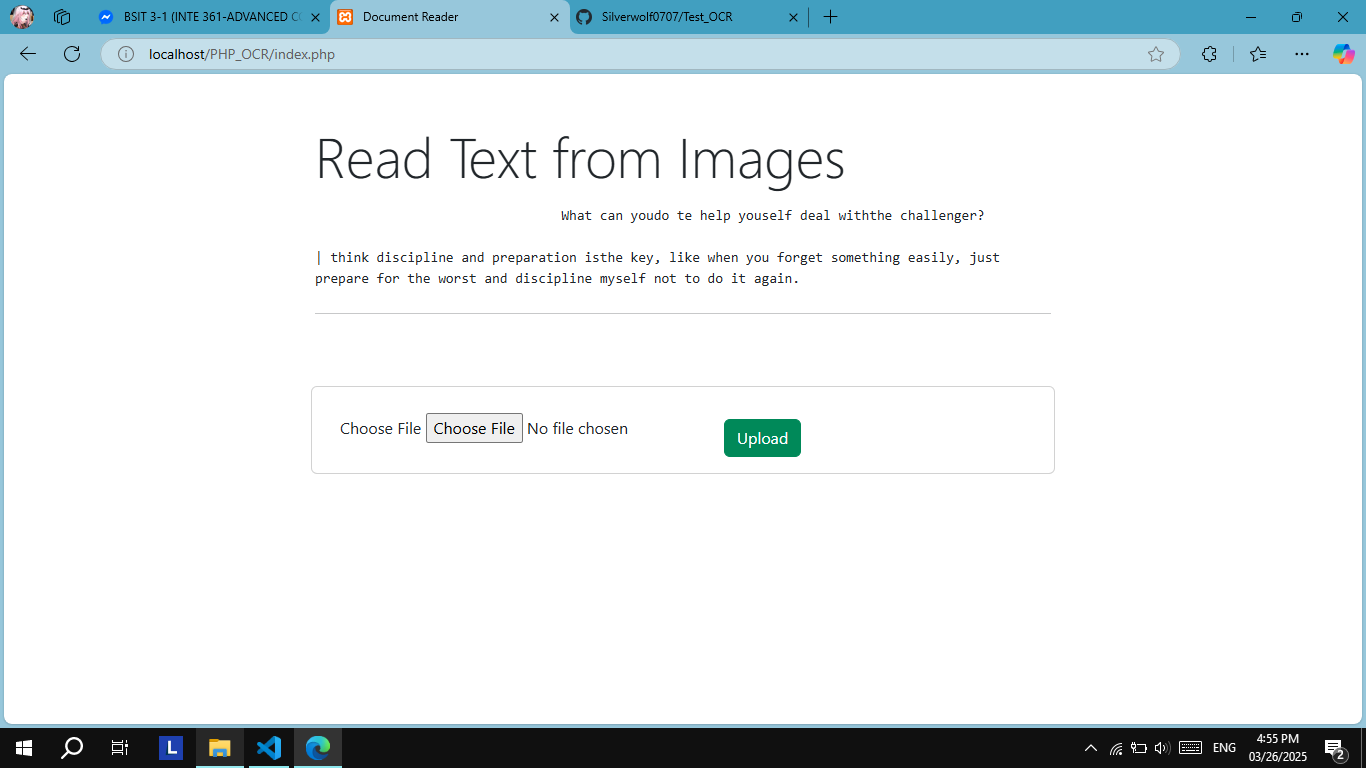 BSIT 3-1 (INTE 361-ADVANCED CO
Document Reader
Silverwolf0707/Test_OCR
localhost/PHP_OCR/index.php
Read Text from Images
What can youdo te help youself deal withthe challenger?
| think discipline and preparation isthe key, like when you forget something easily, just
prepare for the worst and discipline myself not to do it again.
Choose File Choose File No file chosen
Upload
L
ENG
4:55 PM
03/26/2025
2